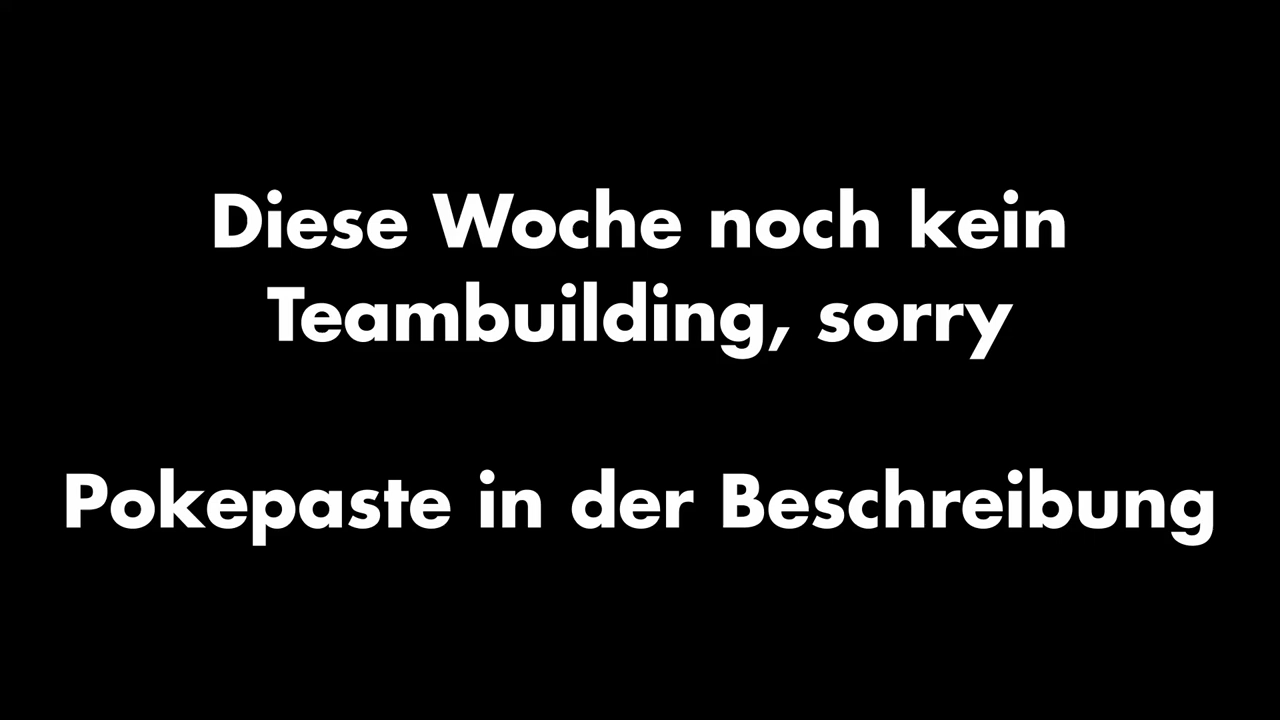 Diese Woche noch kein
Teambuilding, sorry
Pokepaste in der Beschreibung